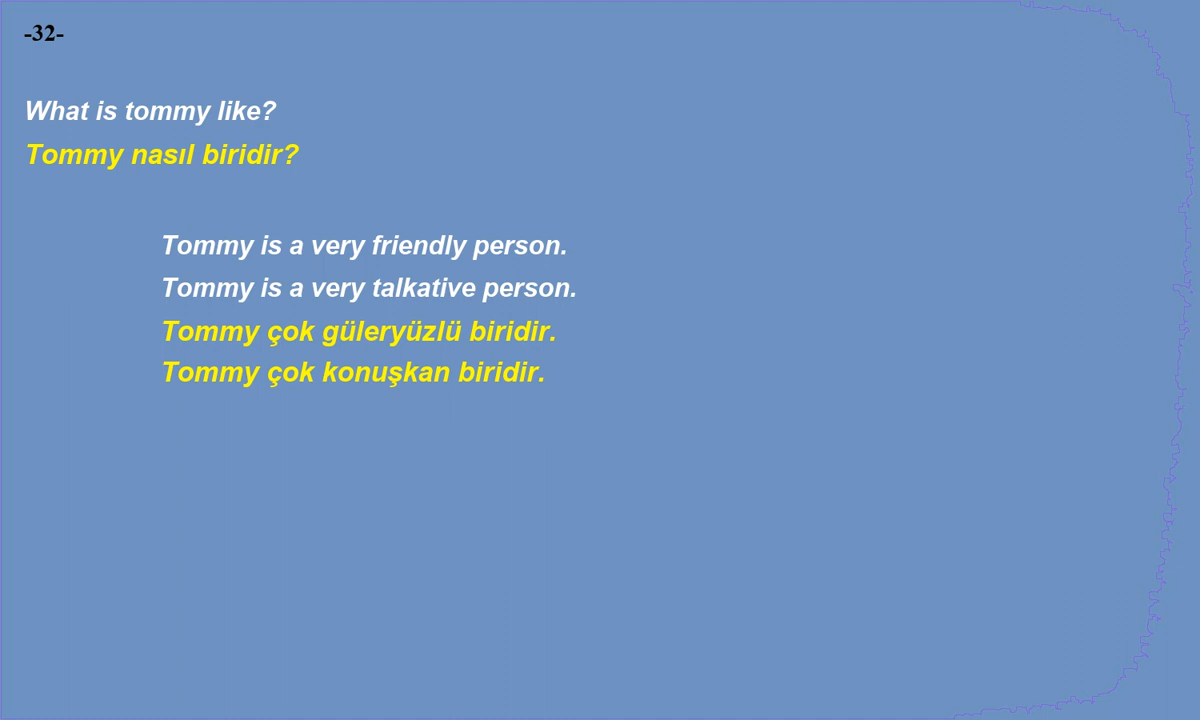 -32-
What is tommy like?
Tommy nasıl biridir?
Tommy is a very friendly person.
Tommy is a very talkative person.
Tommy çok güleryüzlü biridir.
Tommy çok konuşkan biridir.